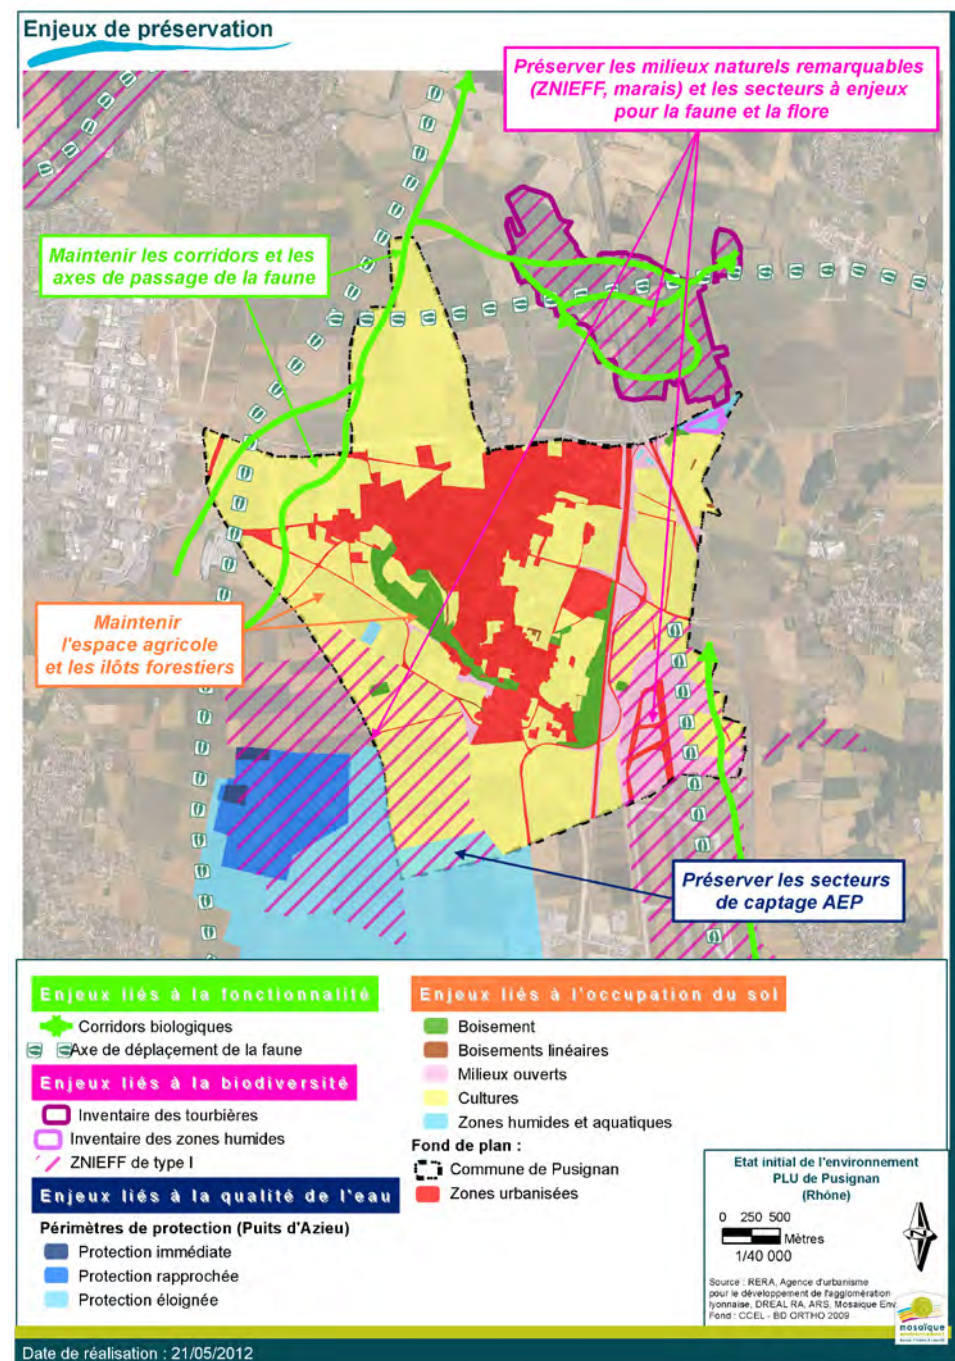 Enjeux de préservation
Préserver les milieux naturels remarquables
(ZNIEFF, marais) et les secteurs à enjeux
pour la faune et la flore
Maintenir les corridors et les
axes de passage de la faune
Maintenir
l'espace agricole
et les ilôts forestiers
Préserver les secteurs
de captage AEP
Enjeux liés à la fonctionnalité
Corridors biologiques
Axe de déplaçement de la faune
Enjeux liés à la biodiversité
Inventaire des tourbières
Inventaire des zones humides
ZNIEFF de type I
Enjeux liés à la qualité de l'eau
Périmètres de protection (Puits d'Azieu)
Protection immédiate
Protection rapprochée
Protection éloignée
Enjeux liés à l'occupation du sol
Boisement
Boisements linéaires
Milieux ouverts
Cultures
Zones humides et aquatiques
Fond de plan :
Commune de Pusignan
Zones urbanisées
Etat initial de l'environnement
PLU de Pusignan
(Rhône)
0 250 500
Mètres
1/40 000
Source : RERA, Agence d'urbanisme
pour le développement de l'agglomération
lyonnaise, DREAL RA, ARS, Mosaique Env
Fond : CCEL - BD ORTHO 2009
mosaïque
Date de réalisation : 21/05/2012